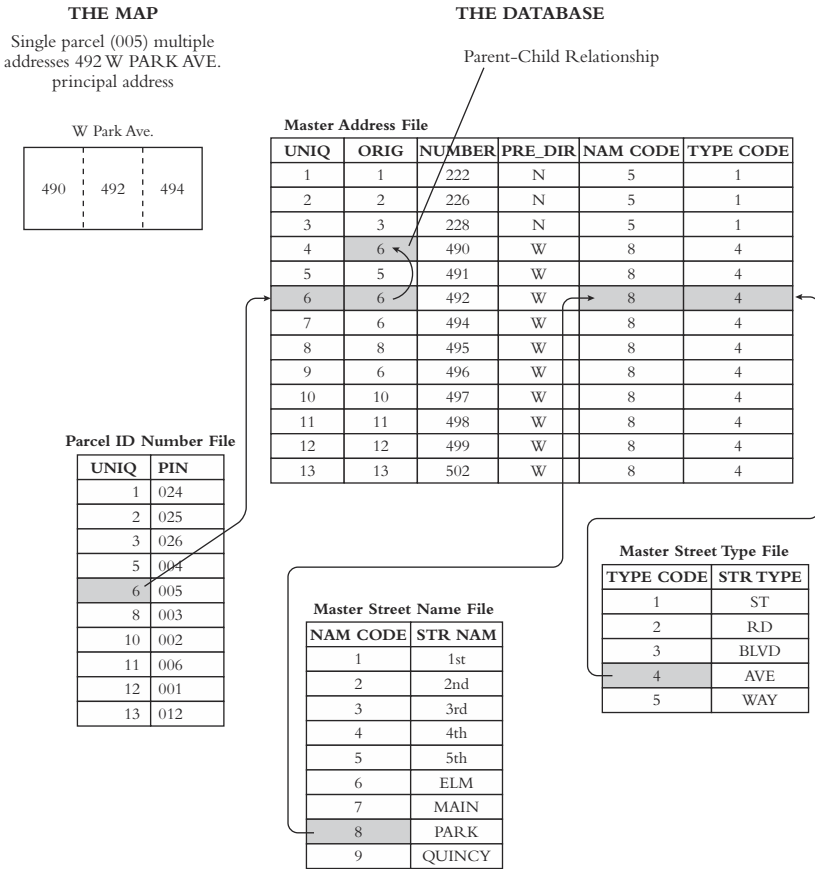 THE MAP
Single parcel (005) multiple
addresses 492 W PARK AVE.
principal address
W Park Ave.
490 492 494
THE DATABASE
Parent-Child Relationship
Master Address File
UNIQ ORIG NUMBER PRE_DIR NAM CODE TYPE CODE
1 1 222 N 5 1
2 2 226 N 5 1
3 3 228 N 5 1
4 6 490 W 8 4
5 5 491 W 8 4
6 6 492 W 8 4
7 6 494 W 8 4
8 8 495 W 8 4
9 6 496 W 8 4
10 10 497 W 8 4
11 11 498 W 8 4
12 12 499 W 8 4
13 13 502 W 8 4
Parcel ID Number File
UNIQ PIN
1 024
2 025
3 026
5 004
6 005
8 003
10 002
11 006
12 001
13 012
Master Street Name File
NAM CODE STR NAM
1 1st
2 2nd
3 3rd
4 4th
5 5th
6 ELM
7 MAIN
8 PARK
9 QUINCY
Master Street Type File
TYPE CODE STR TYPE
1 ST
2 RD
3 BLVD
4 AVE
5 WAY